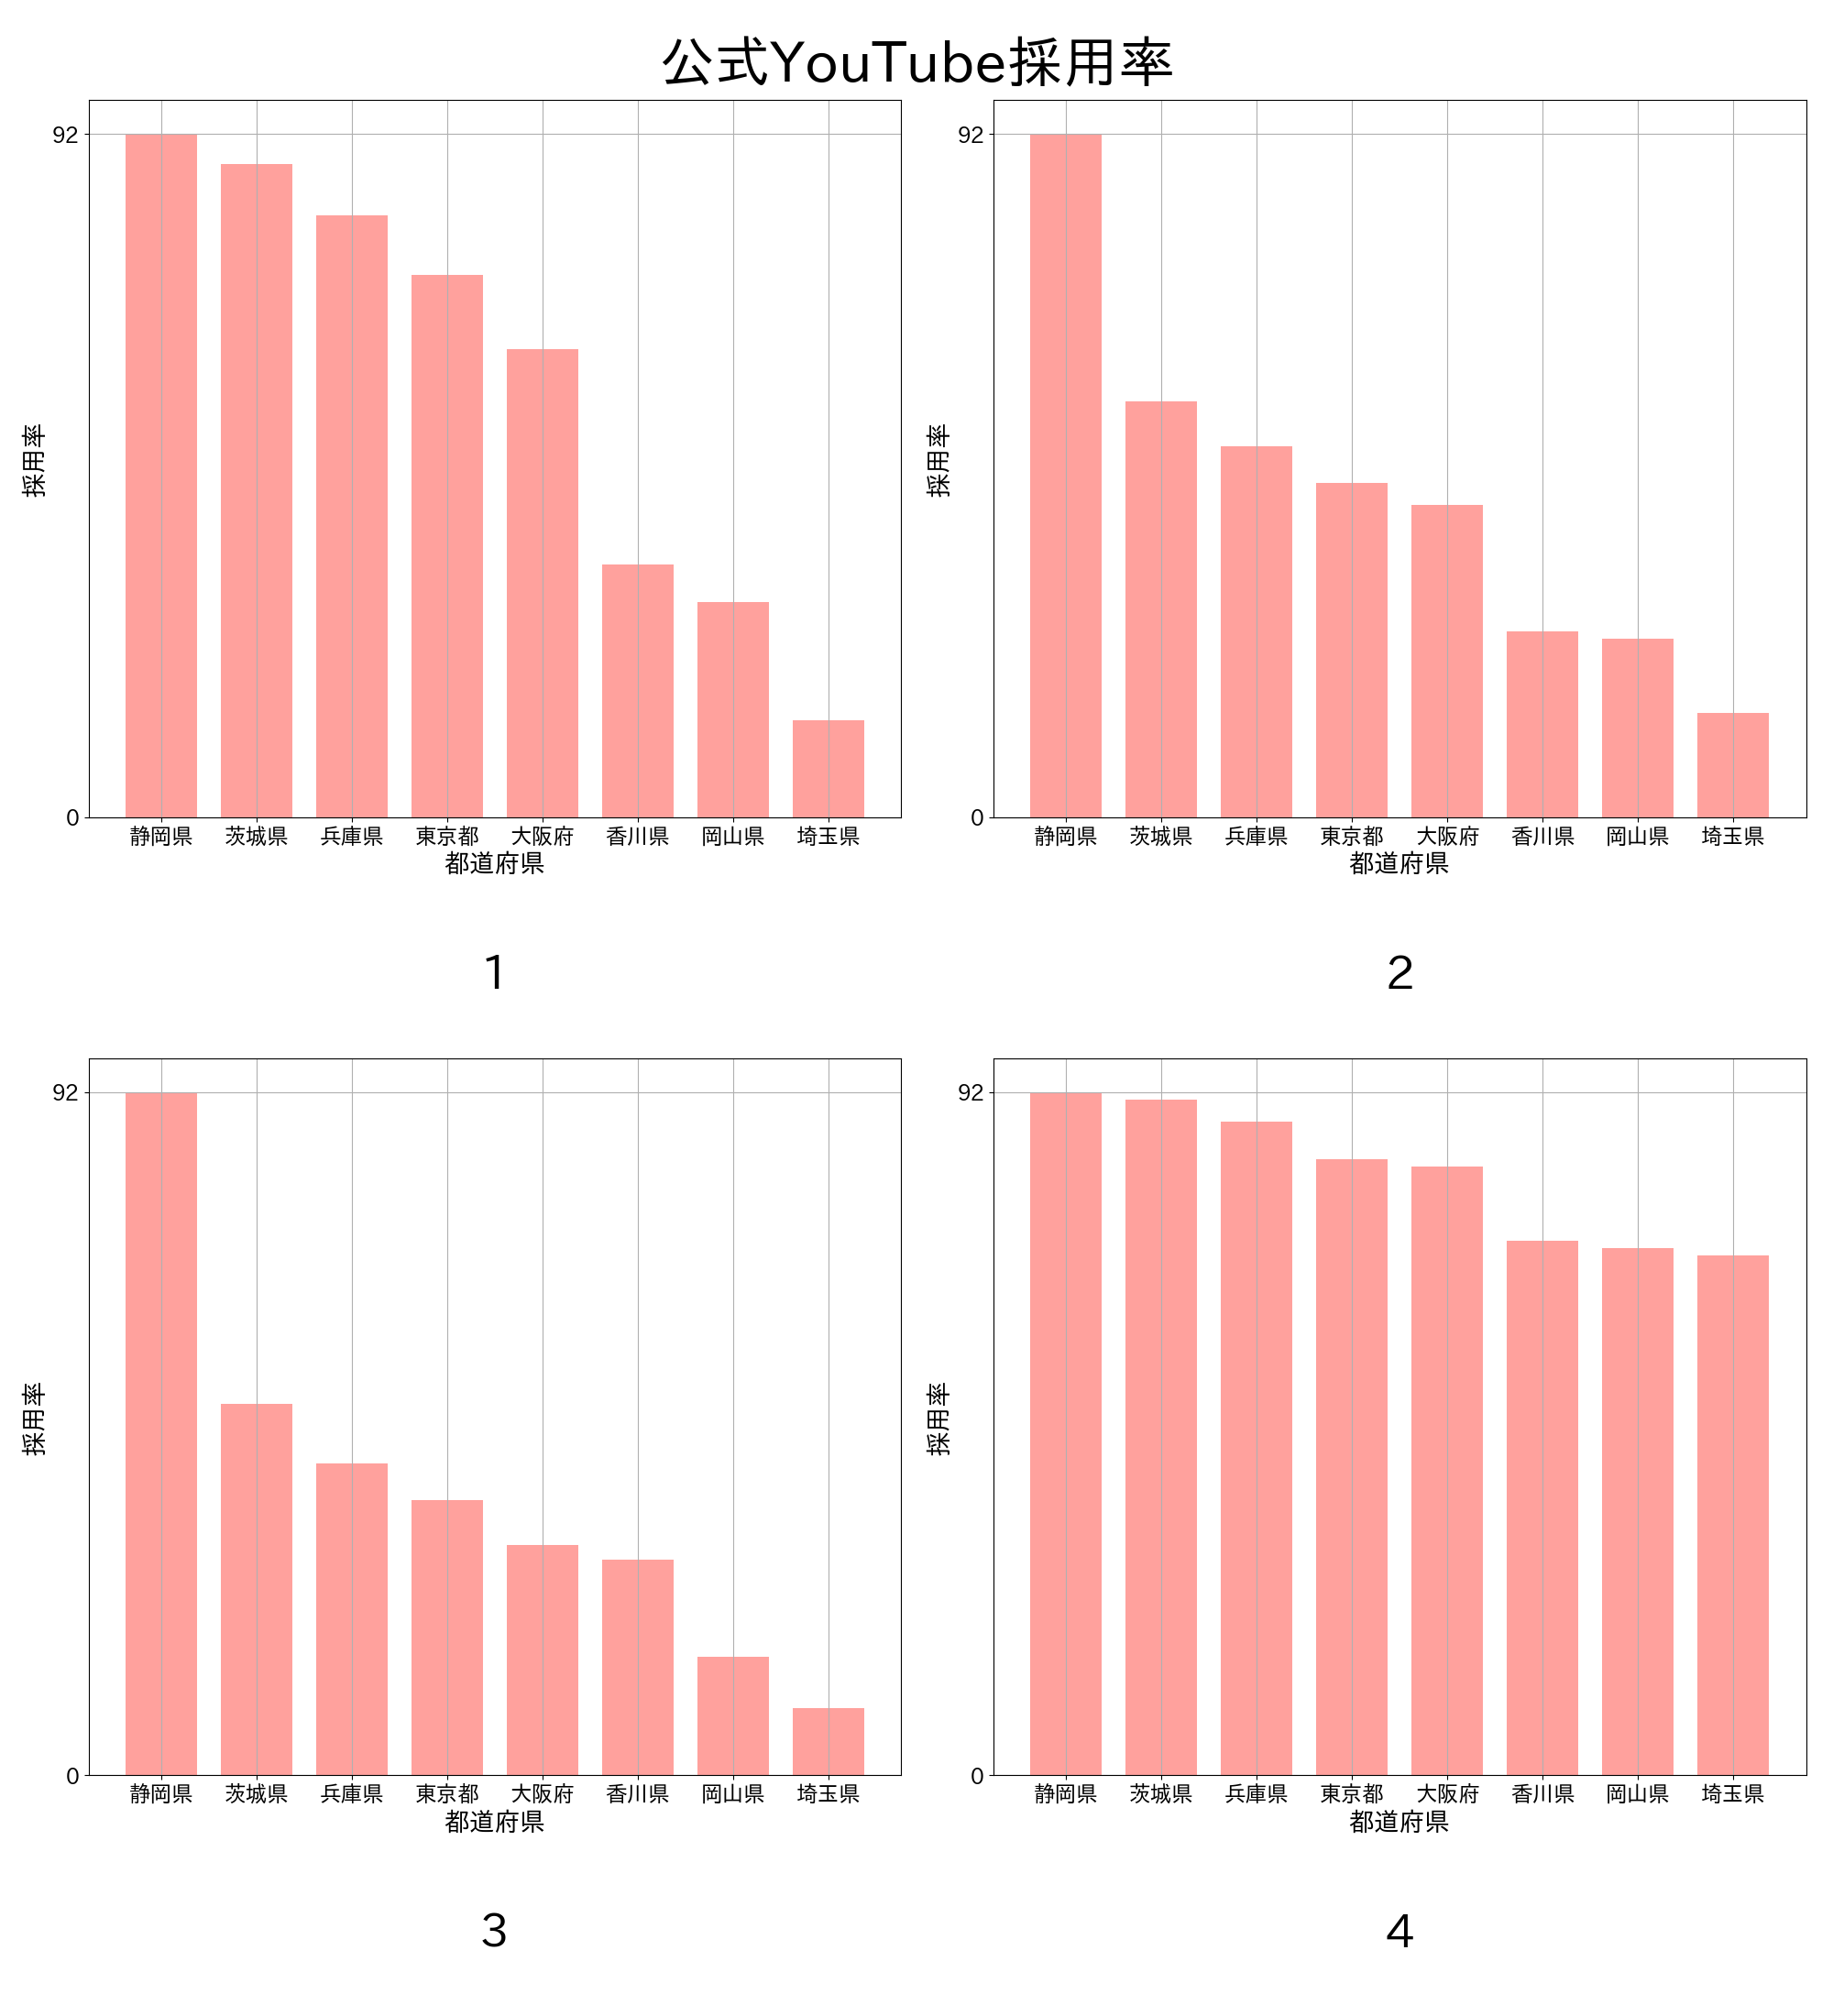 公式YouTube採用率
92
0
採用率
静岡県 茨城県 兵庫県 東京都 大阪府 香川県 岡山県 埼玉県
都道府県
1
92
0
採用率
静岡県 茨城県 兵庫県 東京都 大阪府 香川県 岡山県 埼玉県
都道府県
2
92
0
採用率
静岡県 茨城県 兵庫県 東京都 大阪府 香川県 岡山県 埼玉県
都道府県
3
92
0
採用率
静岡県 茨城県 兵庫県 東京都 大阪府 香川県 岡山県 埼玉県
都道府県
4